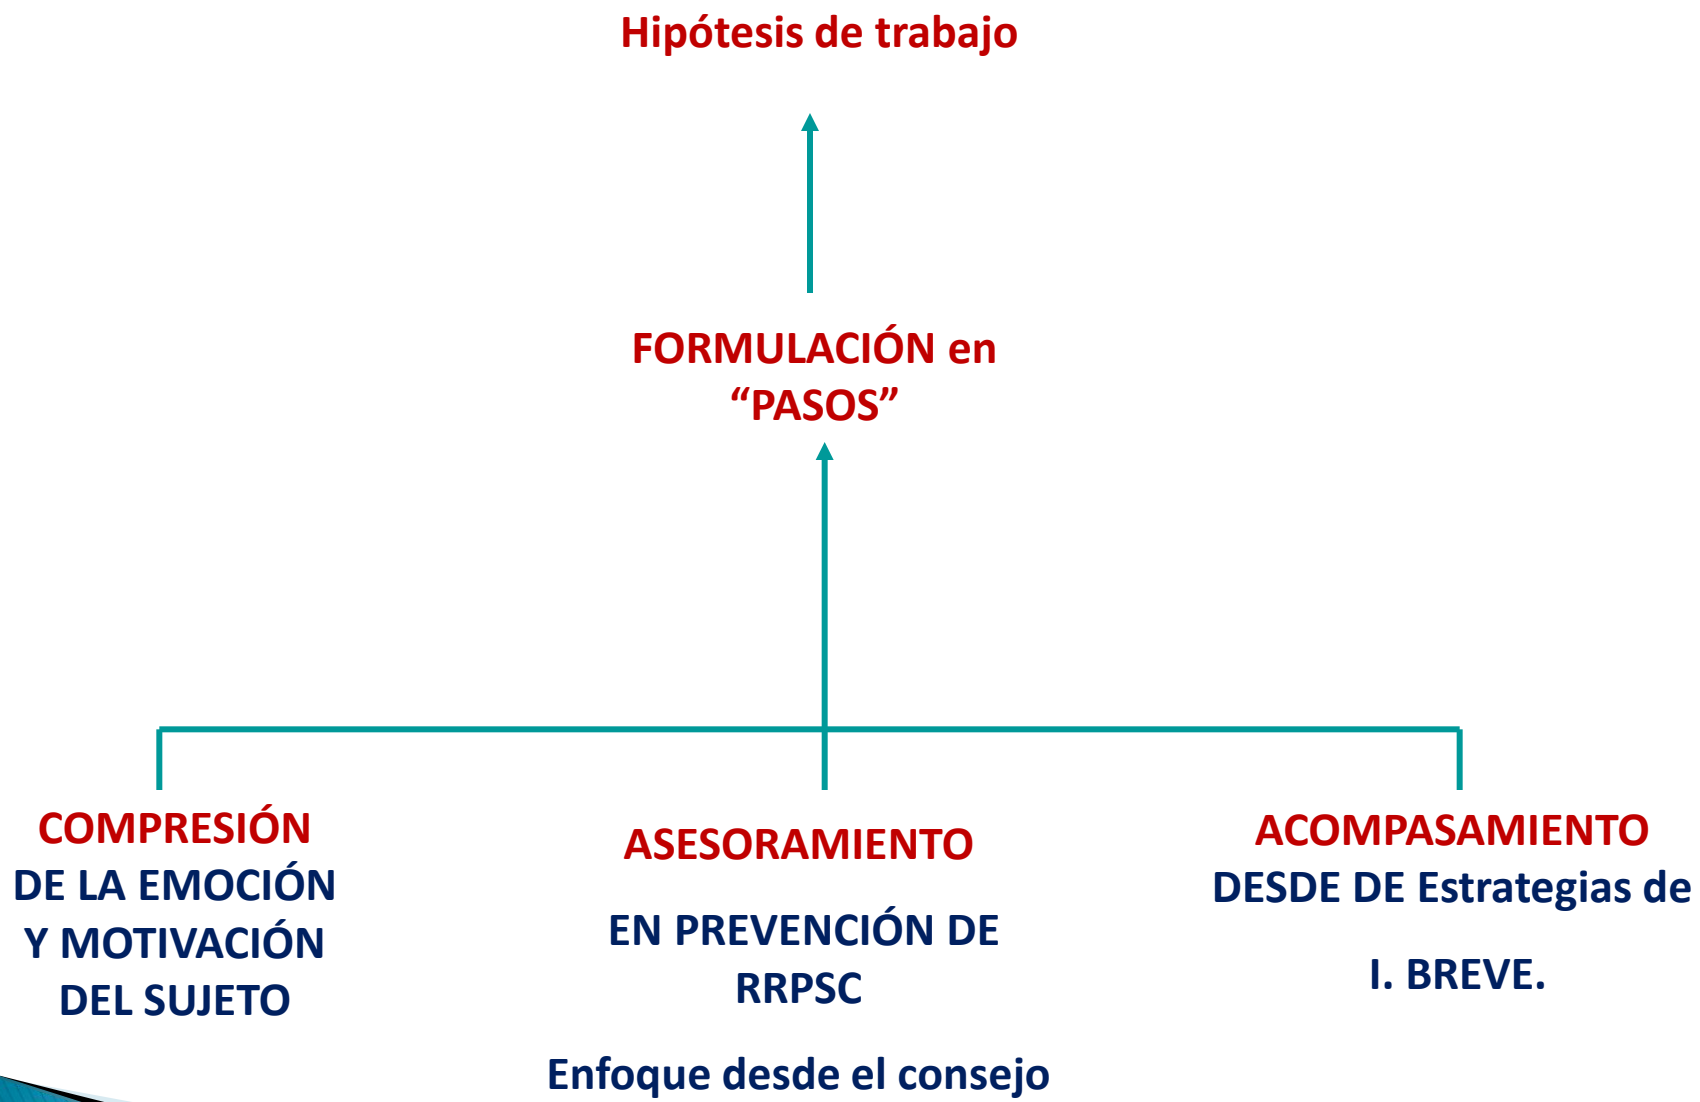 Hipótesis de trabajo
FORMULACIÓN en
“PASOS”
COMPRESIÓN
DE LA EMOCIÓN
Y MOTIVACIÓN
DEL SUJETO
ASESORAMIENTO
EN PREVENCIÓN DE
RRPSC
Enfoque desde el consejo
ACOMPASAMIENTO
DESDE DE Estrategias de
I. BREVE.